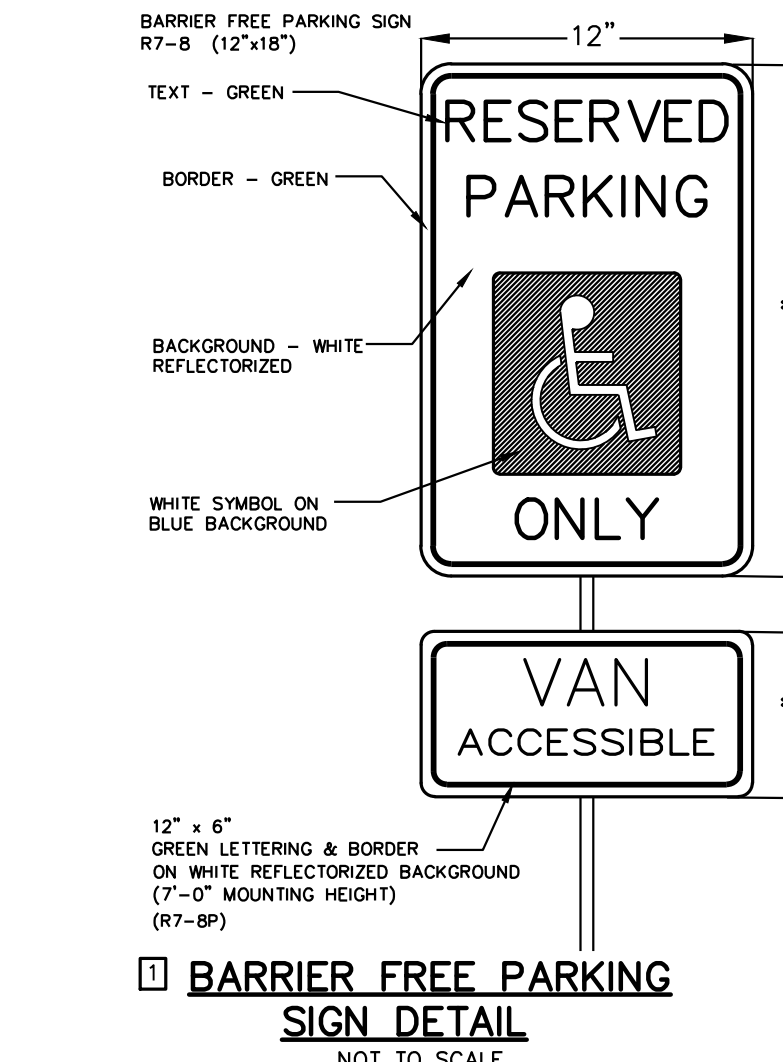 BARRIER FREE PARKING SIGN
R7-8 (12"x18")
12"
TEXT - GREEN
RESERVED
PARKING
BORDER - GREEN
BACKGROUND - WHITE
REFLECTORIZED
WHITE SYMBOL ON
BLUE BACKGROUND
ONLY
VAN
ACCESSIBLE
12" x 6"
GREEN LETTERING & BORDER
ON WHITE REFLECTORIZED BACKGROUND
(7'-0" MOUNTING HEIGHT)
(R7-8P)
1 BARRIER FREE PARKING
SIGN DETAIL
NOT TO SCALE